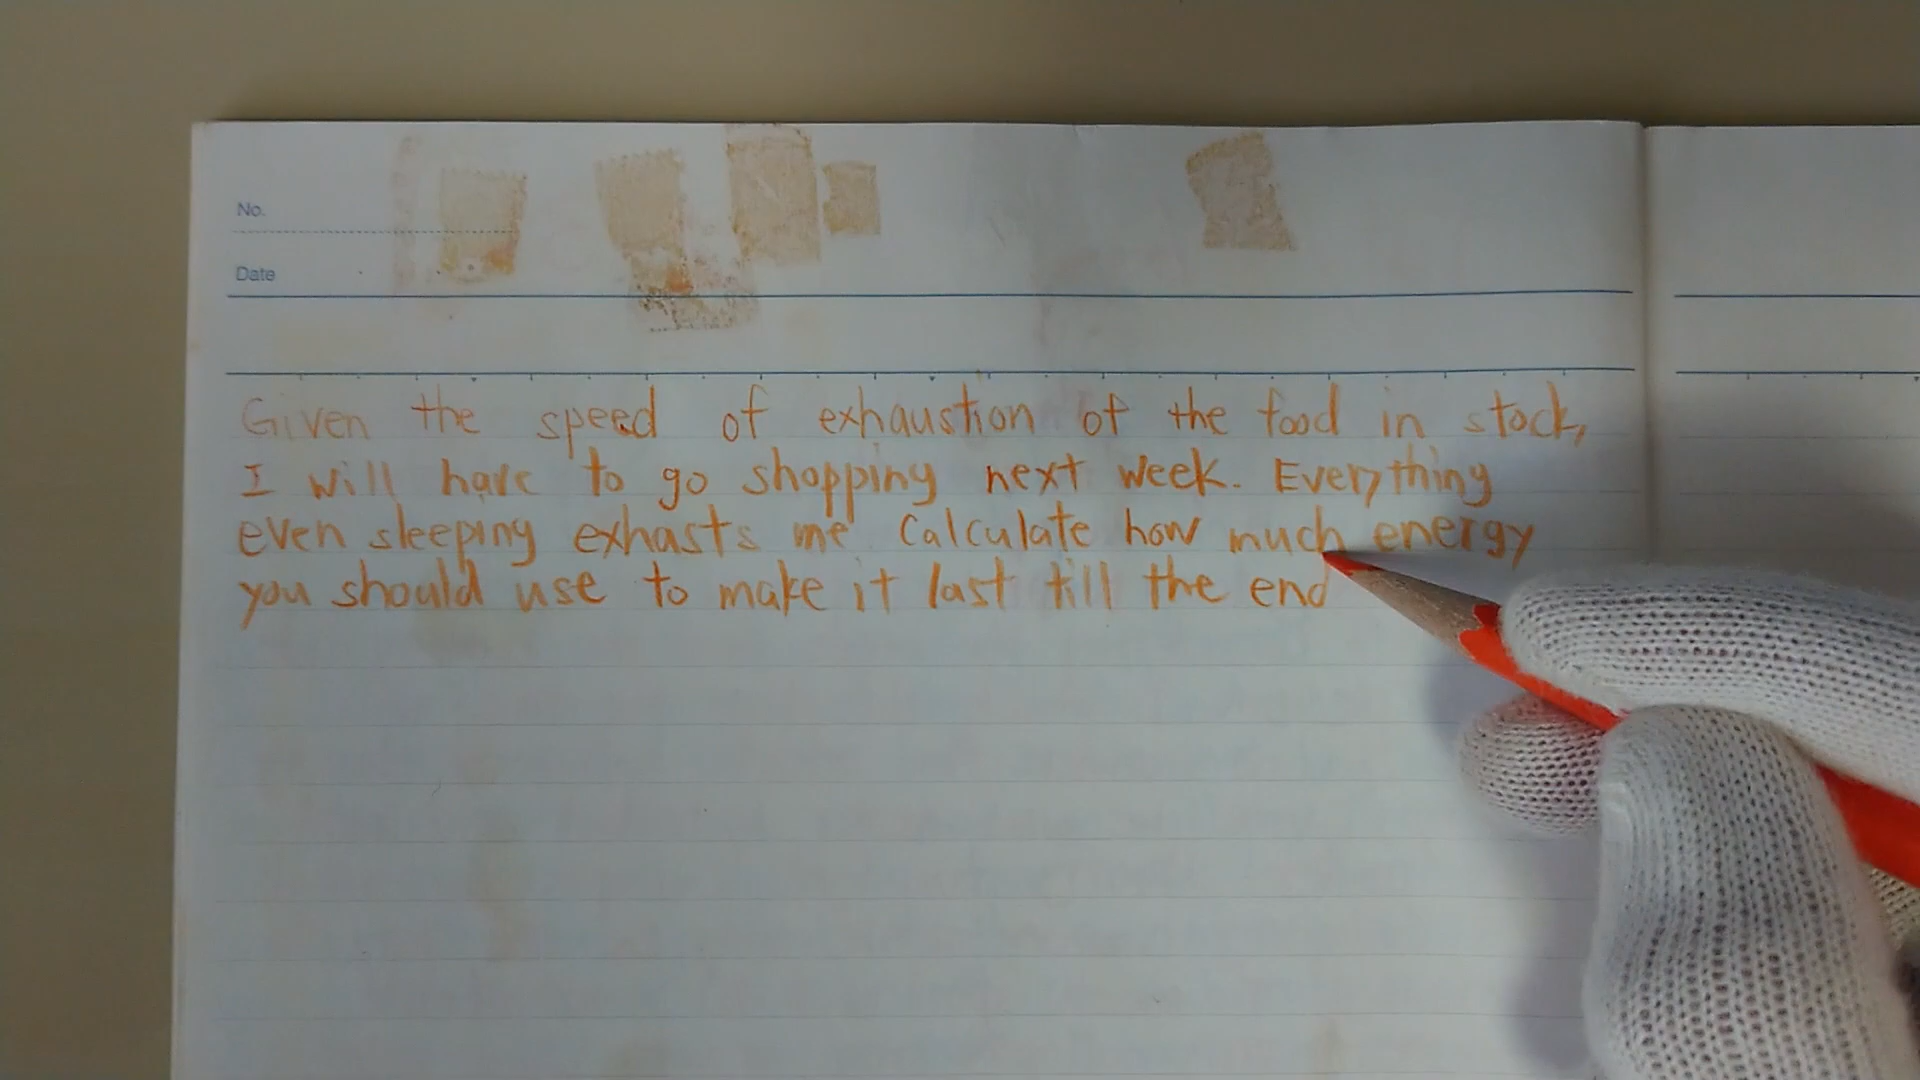 No.
Date
Given the speed of exhaustion of the food in stock,
I will have to go shopping next week. Everything
even sleeping exhasts me Calculate how much energy
you should use to make it last till the end